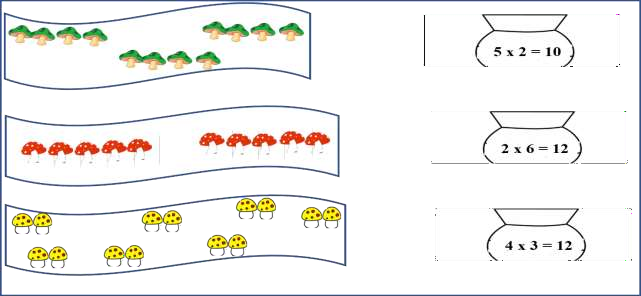 5 x 2 = 10
2 x 6 = 12
4 x 3 = 12